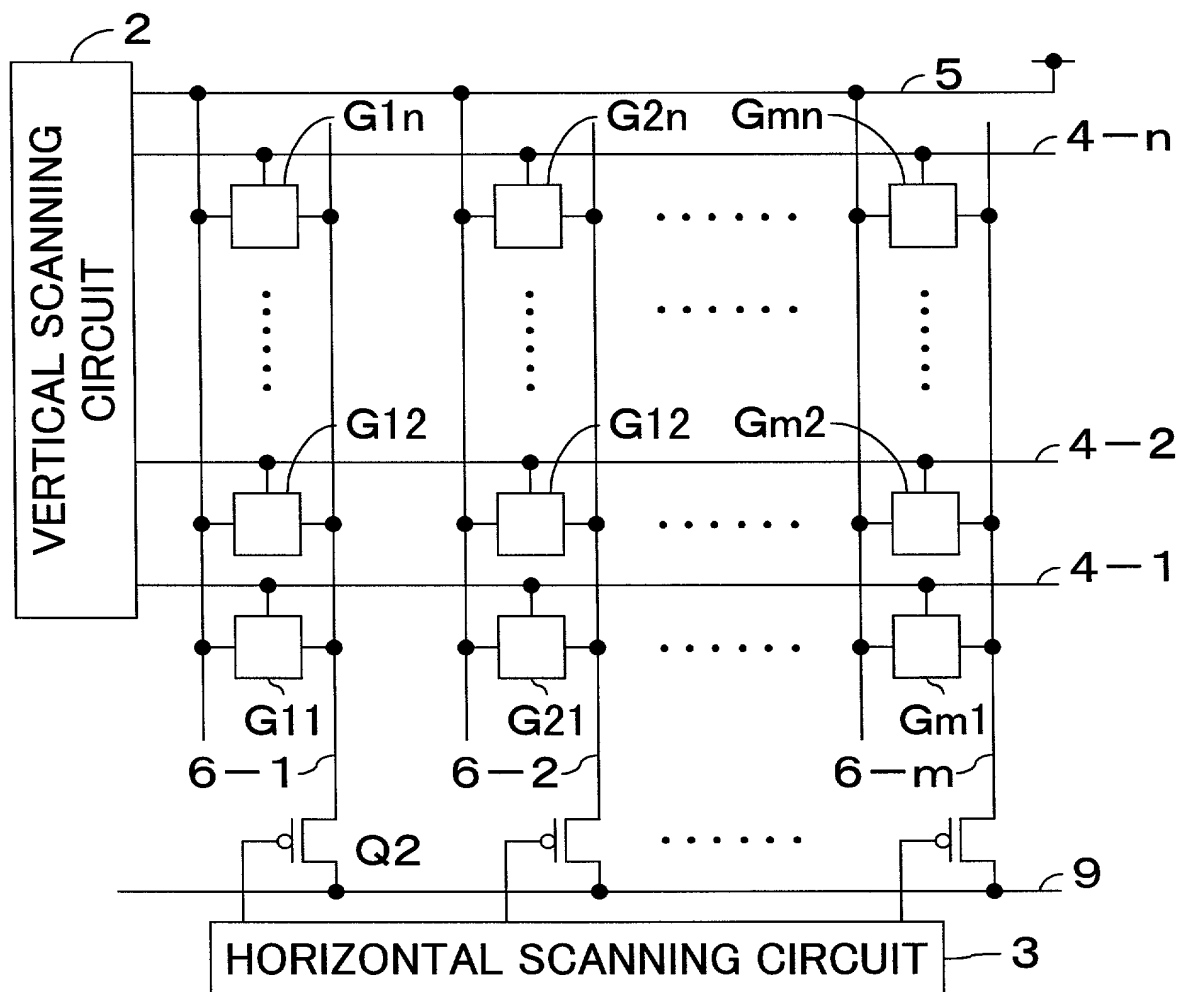 2
5
G1n
G2n
Gmn
4-n
VERTICAL SCANNING
CIRCUIT
G12
G12
Gm2
4-2
4-1
G11
G21
Gm1
6-1
6-2
6-m
Q2
9
HORIZONTAL SCANNING CIRCUIT
3